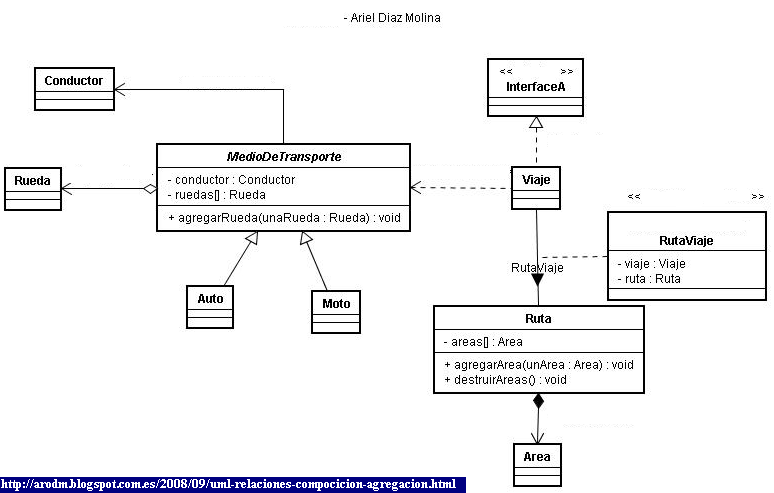 - Ariel Diaz Molina
Conductor
<< >>
InterfaceA
MedioDeTransporte
- conductor : Conductor
- ruedas[] : Rueda
+ agregarRueda(unaRueda : Rueda) : void
Rueda
Viaje
<< >>
RutaViaje
- viaje : Viaje
- ruta : Ruta
RutaViaje
Auto
Moto
Ruta
- areas[] : Area
+ agregarArea(unArea : Area) : void
+ destruirAreas() : void
Area
http://arodm.blogspot.com.es/2008/09/uml-relaciones-compocicion-agregacion.html